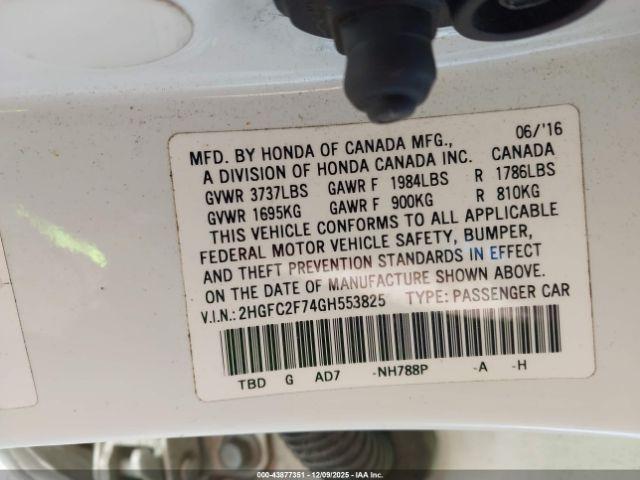 MFD. BY HONDA OF CANADA MFG., 06/'16
A DIVISION OF HONDA CANADA INC. CANADA
GVWR 3737LBS GAWR F 1984LBS R 1786LBS
GVWR 1695KG GAWR F 900KG R 810KG
THIS VEHICLE CONFORMS TO ALL APPLICABLE
FEDERAL MOTOR VEHICLE SAFETY, BUMPER,
AND THEFT PREVENTION STANDARDS IN EFFECT
ON THE DATE OF MANUFACTURE SHOWN ABOVE.
V.I.N.: 2HGFC2F74GH553825 TYPE: PASSENGER CAR
TBD G AD7 -NH788P -A -H
000-43877351 - 12/09/2025 - IAA Inc.